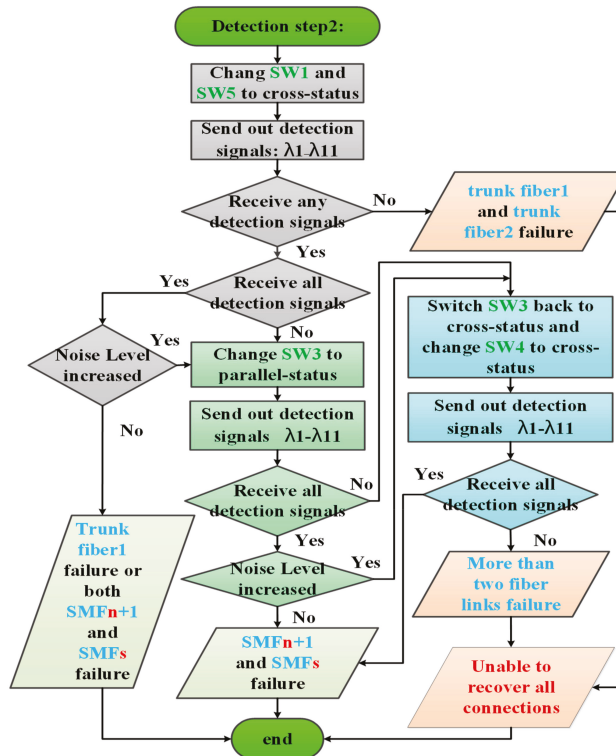 Detection step2:
Chang SW1 and
SW5 to cross-status
Send out detection
signals: λ1-λ11
Receive any
detection signals
No
trunk fiber1
and trunk
fiber2 failure
Yes
Receive all
detection signals
Yes
No
Noise Level
increased
Yes
No
Change SW3 to
parallel-status
Switch SW3 back to
cross-status and
change SW4 to cross-
status
Send out detection
signals λ1-λ11
Send out detection
signals λ1-λ11
Receive all
detection signals
No
Yes
Receive all
detection signals
Yes
No
Noise Level
increased
Yes
No
Trunk
fiber1
failure or
both
SMFn+1
and
SMFs
failure
SMFn+1
and SMFs
failure
More than
two fiber
links failure
Unable to
recover all
connections
end